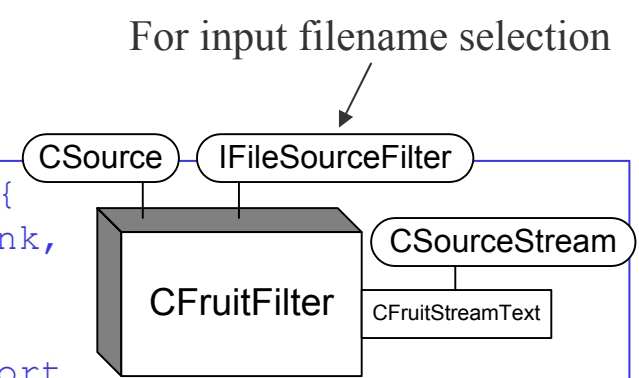 For input filename selection
CSource
IFileSourceFilter
{
nk,
CSourceStream
CFruitFilter
CFruitStreamText
ort